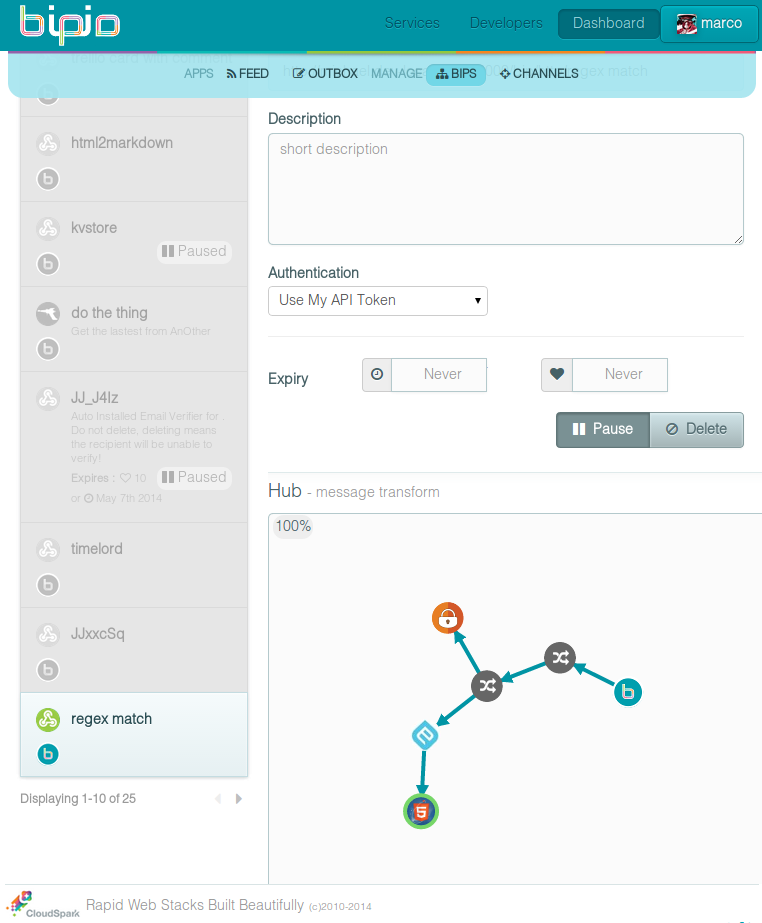 bipio
Services
Developers
Dashboard
marco
APPS
FEED
OUTBOX
MANAGE
BIPS
CHANNELS
regex match
html2markdown
kvstore
Paused
do the thing
Get the lastest from AnOther
JJ_J4Iz
Auto Installed Email Verifier for .
Do not delete, deleting means
the recipient will be unable to
verify!
Expires : 10
Paused
or May 7th 2014
timelord
JJxxcSq
regex match
Displaying 1-10 of 25
Description
short description
Authentication
Use My API Token
Expiry
Never
Never
Pause
Delete
Hub - message transform
100%
CloudSpark
Rapid Web Stacks Built Beautifully (c)2010-2014